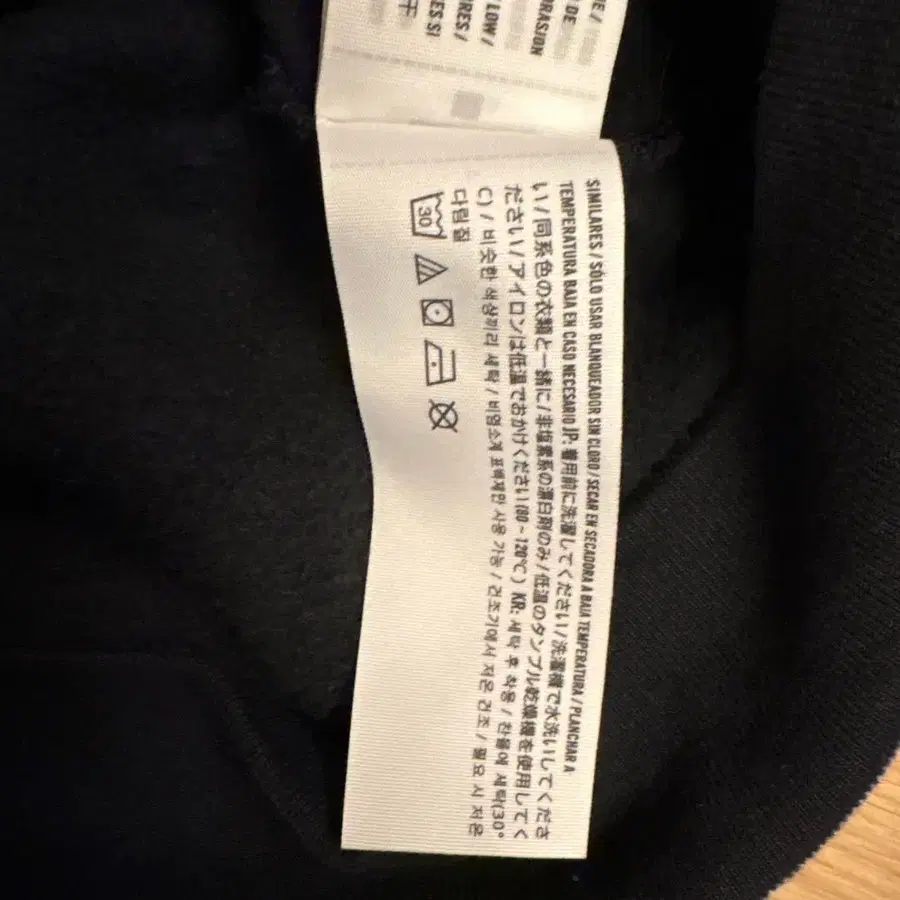 SIMILARES / SÓLO USAR BLANQUEADOR SIN CLORO / SECAR EN SECADORA A BAJA TEMPERATURA / PLANCHAR A
TEMPERATURA BAJA EN CASO NECESARIO JP: 着用前に洗濯してください/洗濯機で水洗いしてくださ
い/同系色の衣類と一緒に/非塩素系の漂白剤のみ/低温のタンブル乾燥機を使用してく
ださい/アイロンは低温でおかけください(80 ~ 120°C) KR: 세탁 후 착용 / 찬물에 세탁(30°
C) / 비슷한 색상끼리 세탁 / 비염소계 표백제만 사용 가능 / 건조기에서 저온 건조 / 필요 시 저온
다림질
30